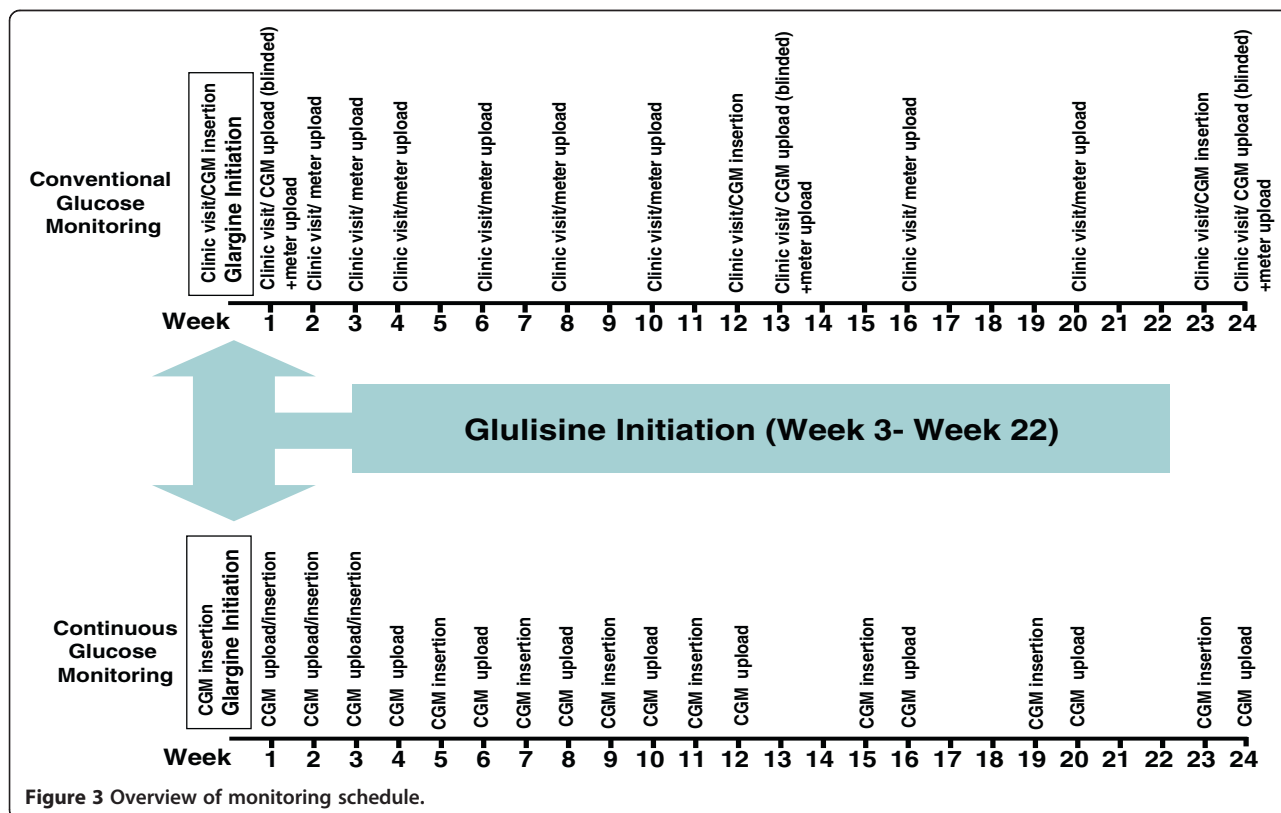 Conventional
Glucose
Monitoring
Clinic visit/CGM insertion
Glargine Initiation
Clinic visit/ CGM upload (blinded)
+meter upload
Clinic visit/ meter upload
Clinic visit/ meter upload
Clinic visit/meter upload
Clinic visit/meter upload
Clinic visit/meter upload
Clinic visit/meter upload
Clinic visit/CGM insertion
Clinic visit/ CGM upload (blinded)
+meter upload
Clinic visit/ meter upload
Clinic visit/meter upload
Clinic visit/CGM insertion
Clinic visit/ CGM upload (blinded)
+meter upload
Week 1 2 3 4 5 6 7 8 9 10 11 12 13 14 15 16 17 18 19 20 21 22 23 24
Glulisine Initiation (Week 3- Week 22)
Continuous
Glucose
Monitoring
CGM insertion
Glargine Initiation
CGM upload/insertion
CGM upload/insertion
CGM upload/insertion
CGM upload
CGM insertion
CGM upload
CGM insertion
CGM upload
CGM insertion
CGM upload
CGM insertion
CGM upload
CGM insertion
CGM upload
CGM insertion
CGM upload
CGM insertion
CGM upload
Week 1 2 3 4 5 6 7 8 9 10 11 12 13 14 15 16 17 18 19 20 21 22 23 24
Figure 3 Overview of monitoring schedule.